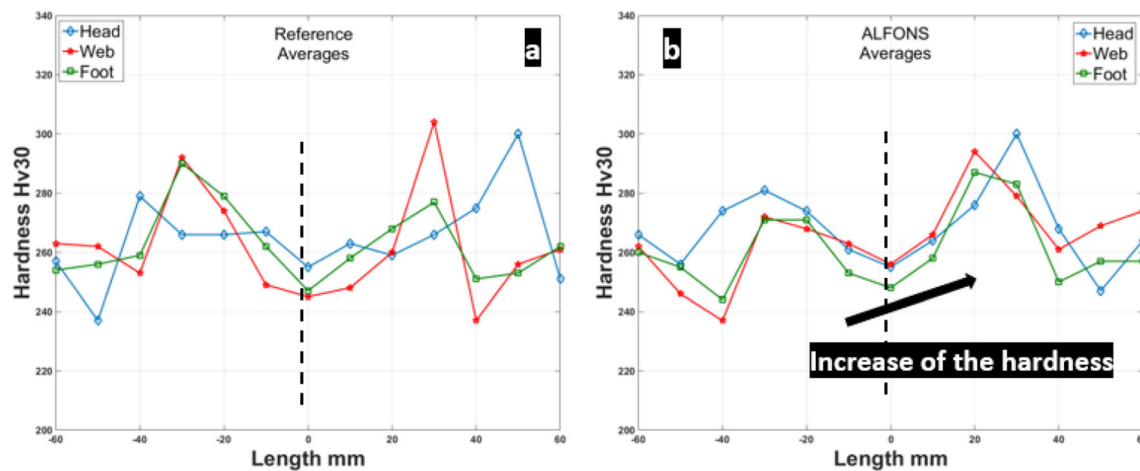 340
320
300
280
260
240
220
200
Hardness Hv30
Head
Web
Foot
Reference
Averages
a
-60 -40 -20 0 20 40 60
Length mm
340
320
300
280
260
240
220
200
Hardness Hv30
b
ALFONS
Averages
Head
Web
Foot
Increase of the hardness
-60 -40 -20 0 20 40 60
Length mm